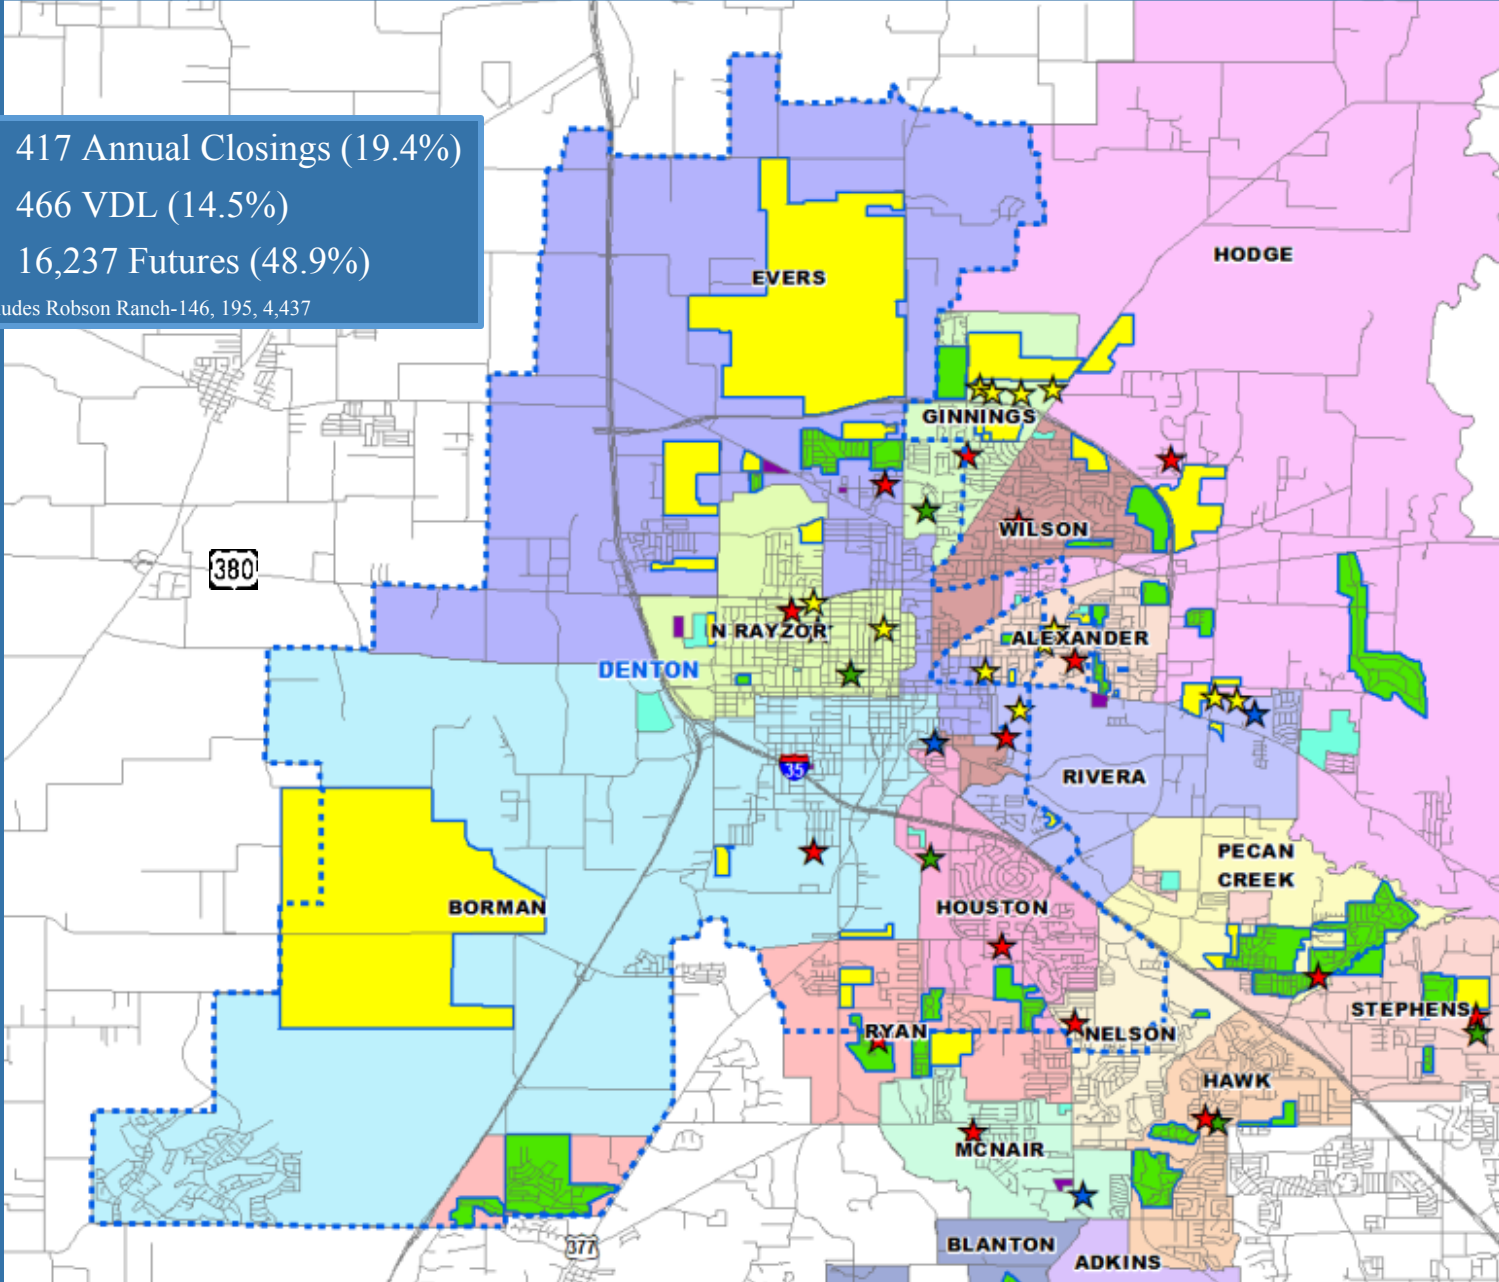 417 Annual Closings (19.4%)
466 VDL (14.5%)
16,237 Futures (48.9%)
udes Robson Ranch-146, 195, 4,437
HODGE
EVERS
GINNINGS
WILSON
380
N RAYZOR
ALEXANDER
DENTON
35
RIVERA
PECAN
CREEK
BORMAN
HOUSTON
STEPHENS
RYAN
NELSON
HAWK
MCNAIR
377
BLANTON
ADKINS